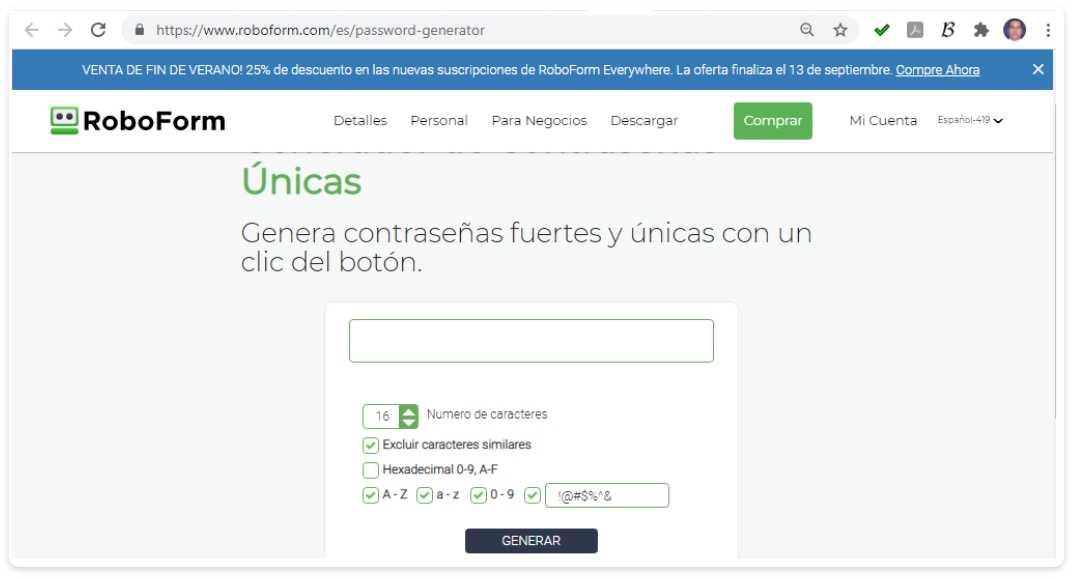 https://www.roboform.com/es/password-generator
VENTA DE FIN DE VERANO! 25% de descuento en las nuevas suscripciones de RoboForm Everywhere. La oferta finaliza el 13 de septiembre. Compre Ahora
RoboForm Detalles Personal Para Negocios Descargar Comprar Mi Cuenta Español-419
Únicas
Genera contraseñas fuertes y únicas con un
clic del botón.
16 Numero de caracteres
Excluir caracteres similares
Hexadecimal 0-9, A-F
A - Z a - z 0 - 9 !@#$%^&
GENERAR